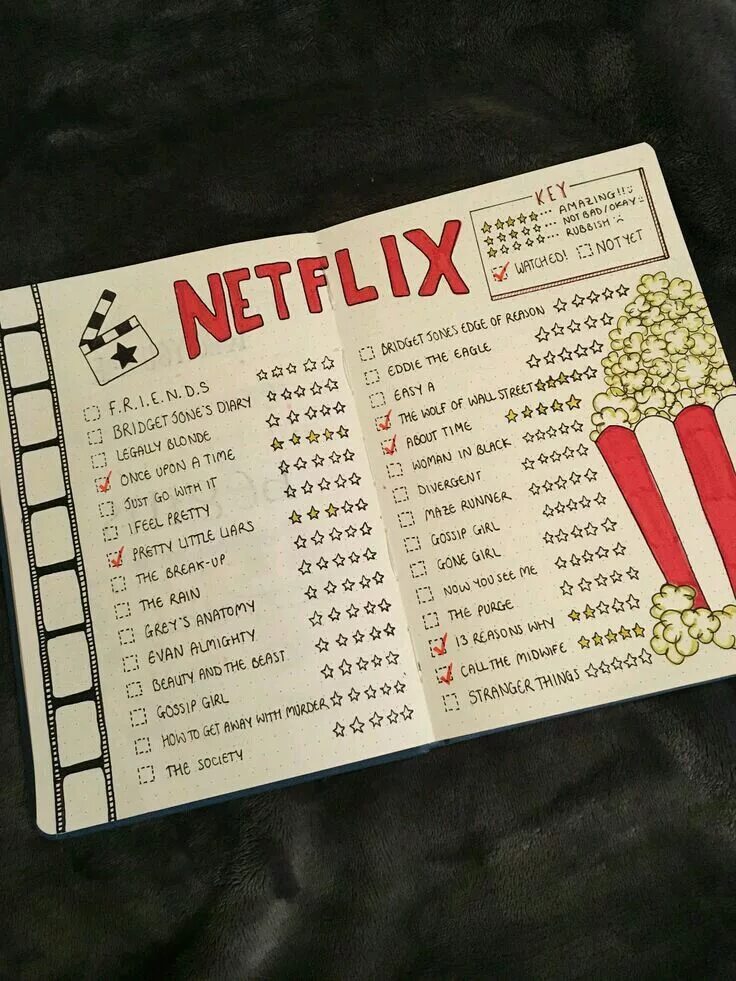 NETFLIX
KEY
AMAZING!!
NOT BAD/OKAY
RUBBISH
WATCHED! NOT YET
F.R.I.E.N.D.S
BRIDGET JONE'S DIARY
LEGALLY BLONDE
ONCE UPON A TIME
JUST GO WITH IT
I FEEL PRETTY
PRETTY LITTLE LIARS
THE BREAK-UP
THE RAIN
GREY'S ANATOMY
EVAN ALMIGHTY
BEAUTY AND THE BEAST
GOSSIP GIRL
HOW TO GET AWAY WITH MURDER
THE SOCIETY
BRIDGET JONES EDGE OF REASON
EDDIE THE EAGLE
EASY A
THE WOLF OF WALL STREET
ABOUT TIME
WOMAN IN BLACK
DIVERGENT
MAZE RUNNER
GOSSIP GIRL
GONE GIRL
NOW YOU SEE ME
THE PURGE
13 REASONS WHY
CALL THE MIDWIFE
STRANGER THINGS